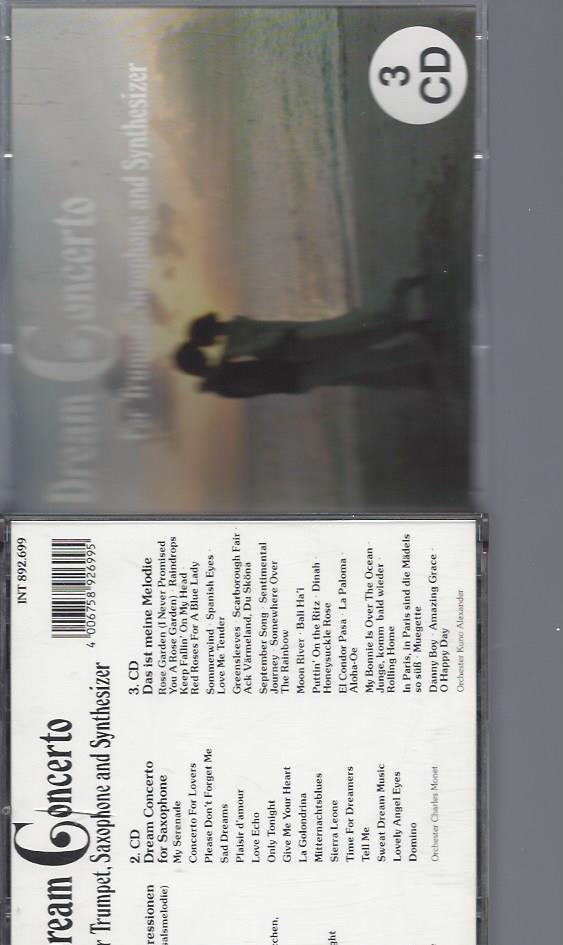 Dream Concerto
For Trumpet, Saxophone and Synthesizer
3
CD
INT 892.699
4 006758 926995
ream Concerto
r Trumpet, Saxophone and Synthesizer
ressionen
alsmelodie)
zchen,
ght
2. CD
Dream Concerto
for Saxophone
My Serenade
Concerto For Lovers
Please Don't Forget Me
Sad Dreams
Plaisir d'amour
Love Echo
Only Tonight
Give Me Your Heart
La Golondrina
Mitternachtsblues
Sierra Leone
Time For Dreamers
Tell Me
Sweat Dream Music
Lovely Angel Eyes
Domino
Orchester Charles Monet
3. CD
Das ist meine Melodie
Rose Garden (I Never Promised
You A Rose Garden) · Raindrops
Keep Fallin' On My Head ·
Red Roses For A Blue Lady
Sommerwind · Spanish Eyes ·
Love Me Tender
Greensleeves · Scarborough Fair ·
Ack Värmeland, Du Sköna
September Song · Sentimental
Journey · Somewhere Over
The Rainbow
Moon River · Bali Ha'i
Puttin' On the Ritz · Dinah ·
Honeysuckle Rose
El Condor Pasa · La Paloma ·
Aloha-Oe
My Bonnie Is Over The Ocean ·
Junge, komm bald wieder ·
Rolling Home
In Paris, in Paris sind die Mädels
so süß · Muegette
Danny Boy · Amazing Grace ·
O Happy Day
Orchester Kuno Alexander